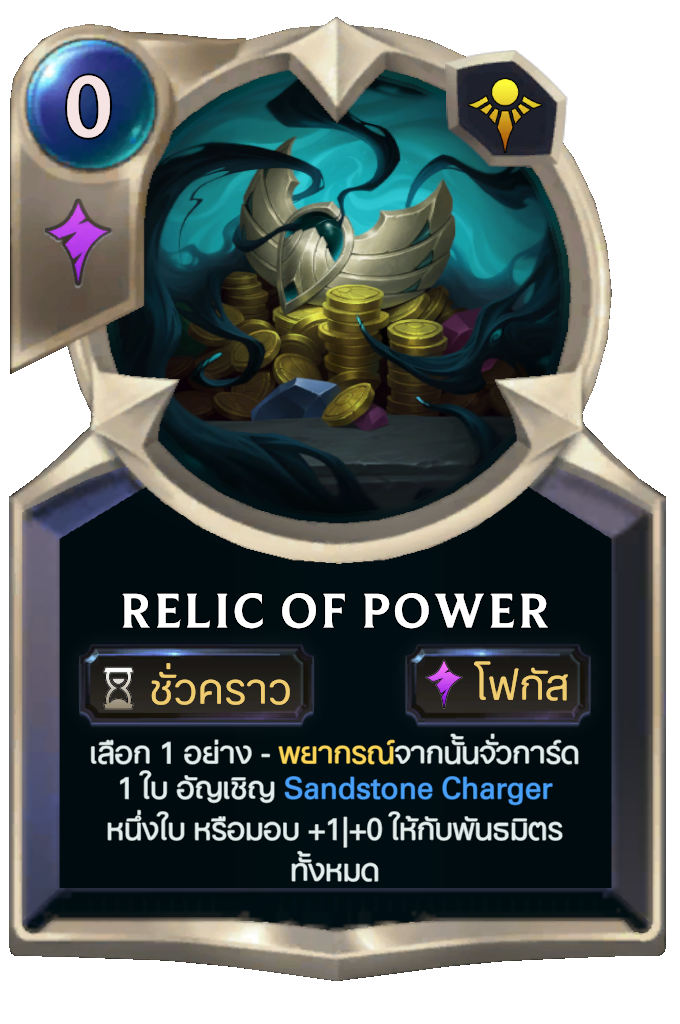 0
RELIC OF POWER
ชั่วคราว
โฟกัส
เลือก 1 อย่าง - พยากรณ์จากนั้นจั่วการ์ด
1 ใบ อัญเชิญ Sandstone Charger
หนึ่งใบ หรือมอบ +1|+0 ให้กับพันธมิตร
ทั้งหมด